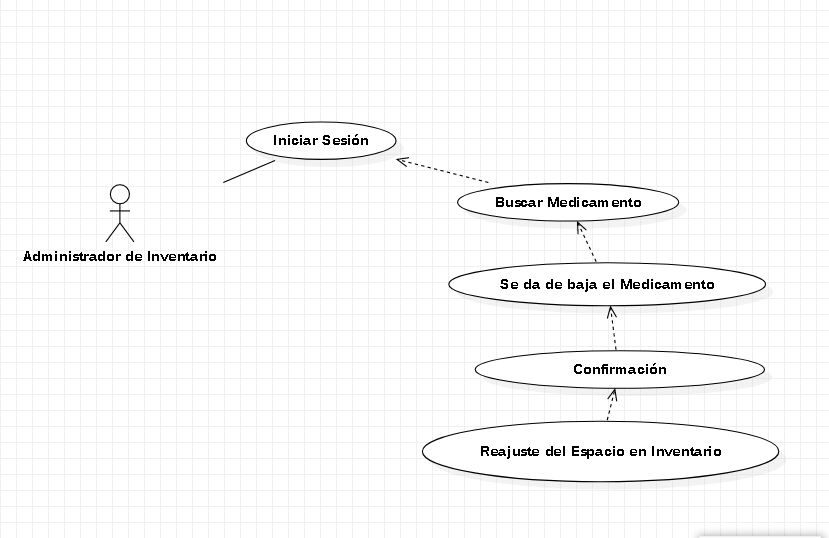 Iniciar Sesión
Buscar Medicamento
Administrador de Inventario
Se da de baja el Medicamento
Confirmación
Reajuste del Espacio en Inventario